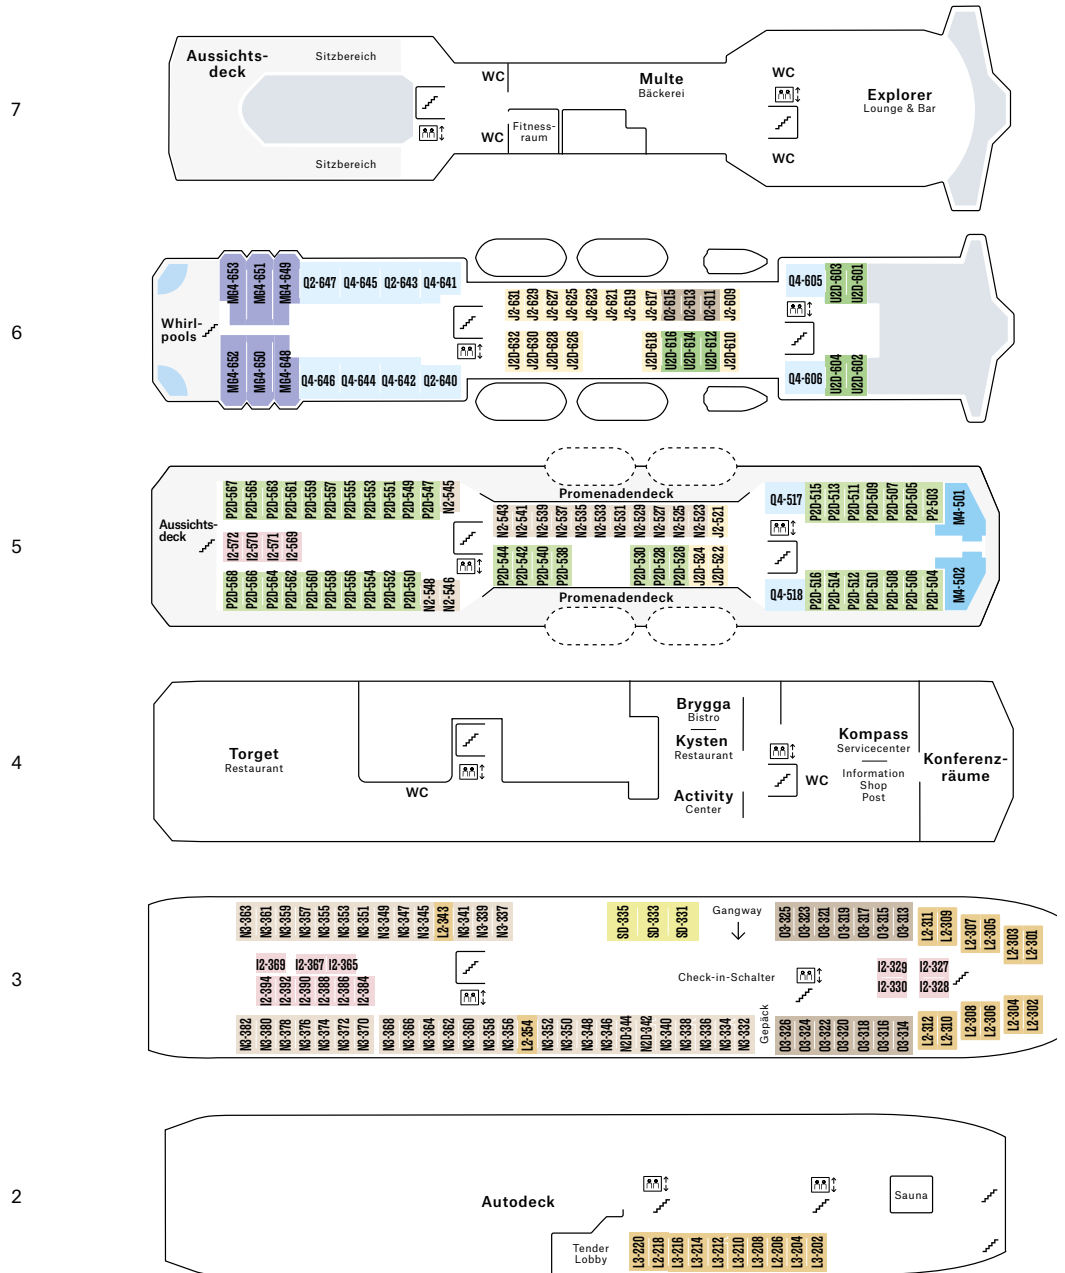 7
Aussichts-
deck
Sitzbereich
Sitzbereich
WC
WC
Fitness-
raum
Multe
Bäckerei
WC
WC
Explorer
Lounge & Bar
6
Whirl-
pools
M64-653 M64-651 M64-649
Q2-647 Q4-645 Q2-643 Q4-641
J2-631 J2-629 J2-627 J2-625 J2-623 J2-621 J2-619 J2-617 O2-615 O2-613 O2-611 J2-609
Q4-605 U2D-603 U2D-601
M64-652 M64-650 M64-648
Q4-646 Q4-644 Q4-642 Q2-640
J2D-632 J2D-630 J2D-628 J2D-626 J2D-618 U2D-616 U2D-614 U2D-612 J2D-610
Q4-606 U2D-604 U2D-602
5
Aussichts-
deck
P2D-567 P2D-565 P2D-563 P2D-561 P2D-559 P2D-557 P2D-555 P2D-553 P2D-551 P2D-549 P2D-547 N2-545
I2-572 I2-570 I2-571 I2-569
P2D-568 P2D-566 P2D-564 P2D-562 P2D-560 P2D-558 P2D-556 P2D-554 P2D-552 P2D-550 N2-548 N2-546
Promenadendeck
N2-543 N2-541 N2-539 N2-537 N2-535 N2-533 N2-531 N2-529 N2-527 N2-525 N2-523 J2-521
P2D-544 P2D-542 P2D-540 P2D-538 P2D-530 P2D-528 P2D-526 J2D-524 J2D-522
Promenadendeck
Q4-517 P2D-515 P2D-513 P2D-511 P2D-509 P2D-507 P2D-505 P2-503 M4-501
Q4-518 P2D-516 P2D-514 P2D-512 P2D-510 P2D-508 P2D-506 P2D-504 M4-502
4
Torget
Restaurant
WC
Brygga
Bistro
Kysten
Restaurant
Activity
Center
WC
Kompass
Servicecenter
Information
Shop
Post
Konferenz-
räume
3
N3-363 N3-361 N3-359 N3-357 N3-355 N3-353 N3-351 N3-349 N3-347 N3-345 L2-343 N3-341 N3-339 N3-337
SD-335 SD-333 SD-331
Gangway
O3-325 O3-323 O3-321 O3-319 O3-317 O3-315 O3-313 L2-311 L2-309 L2-307 L2-305 L2-303 L2-301
I2-369 I2-367 I2-365
I2-394 I2-392 I2-390 I2-388 I2-386 I2-384
Check-in-Schalter
I2-329 I2-327
I2-330 I2-328
N3-382 N3-380 N3-378 N3-376 N3-374 N3-372 N3-370 N3-368 N3-366 N3-364 N3-362 N3-360 N3-358 N3-356 L2-354 N3-352 N3-350 N3-348 N3-346 N2D-344 N2D-342 N3-340 N3-338 N3-336 N3-334 N3-332
Gepäck
O3-326 O3-324 O3-322 O3-320 O3-318 O3-316 O3-314 L2-312 L2-310 L2-308 L2-306 L2-304 L2-302
2
Autodeck
Sauna
Tender
Lobby
L3-220 L2-218 L3-216 L3-214 L3-212 L3-210 L3-208 L2-206 L3-204 L3-202